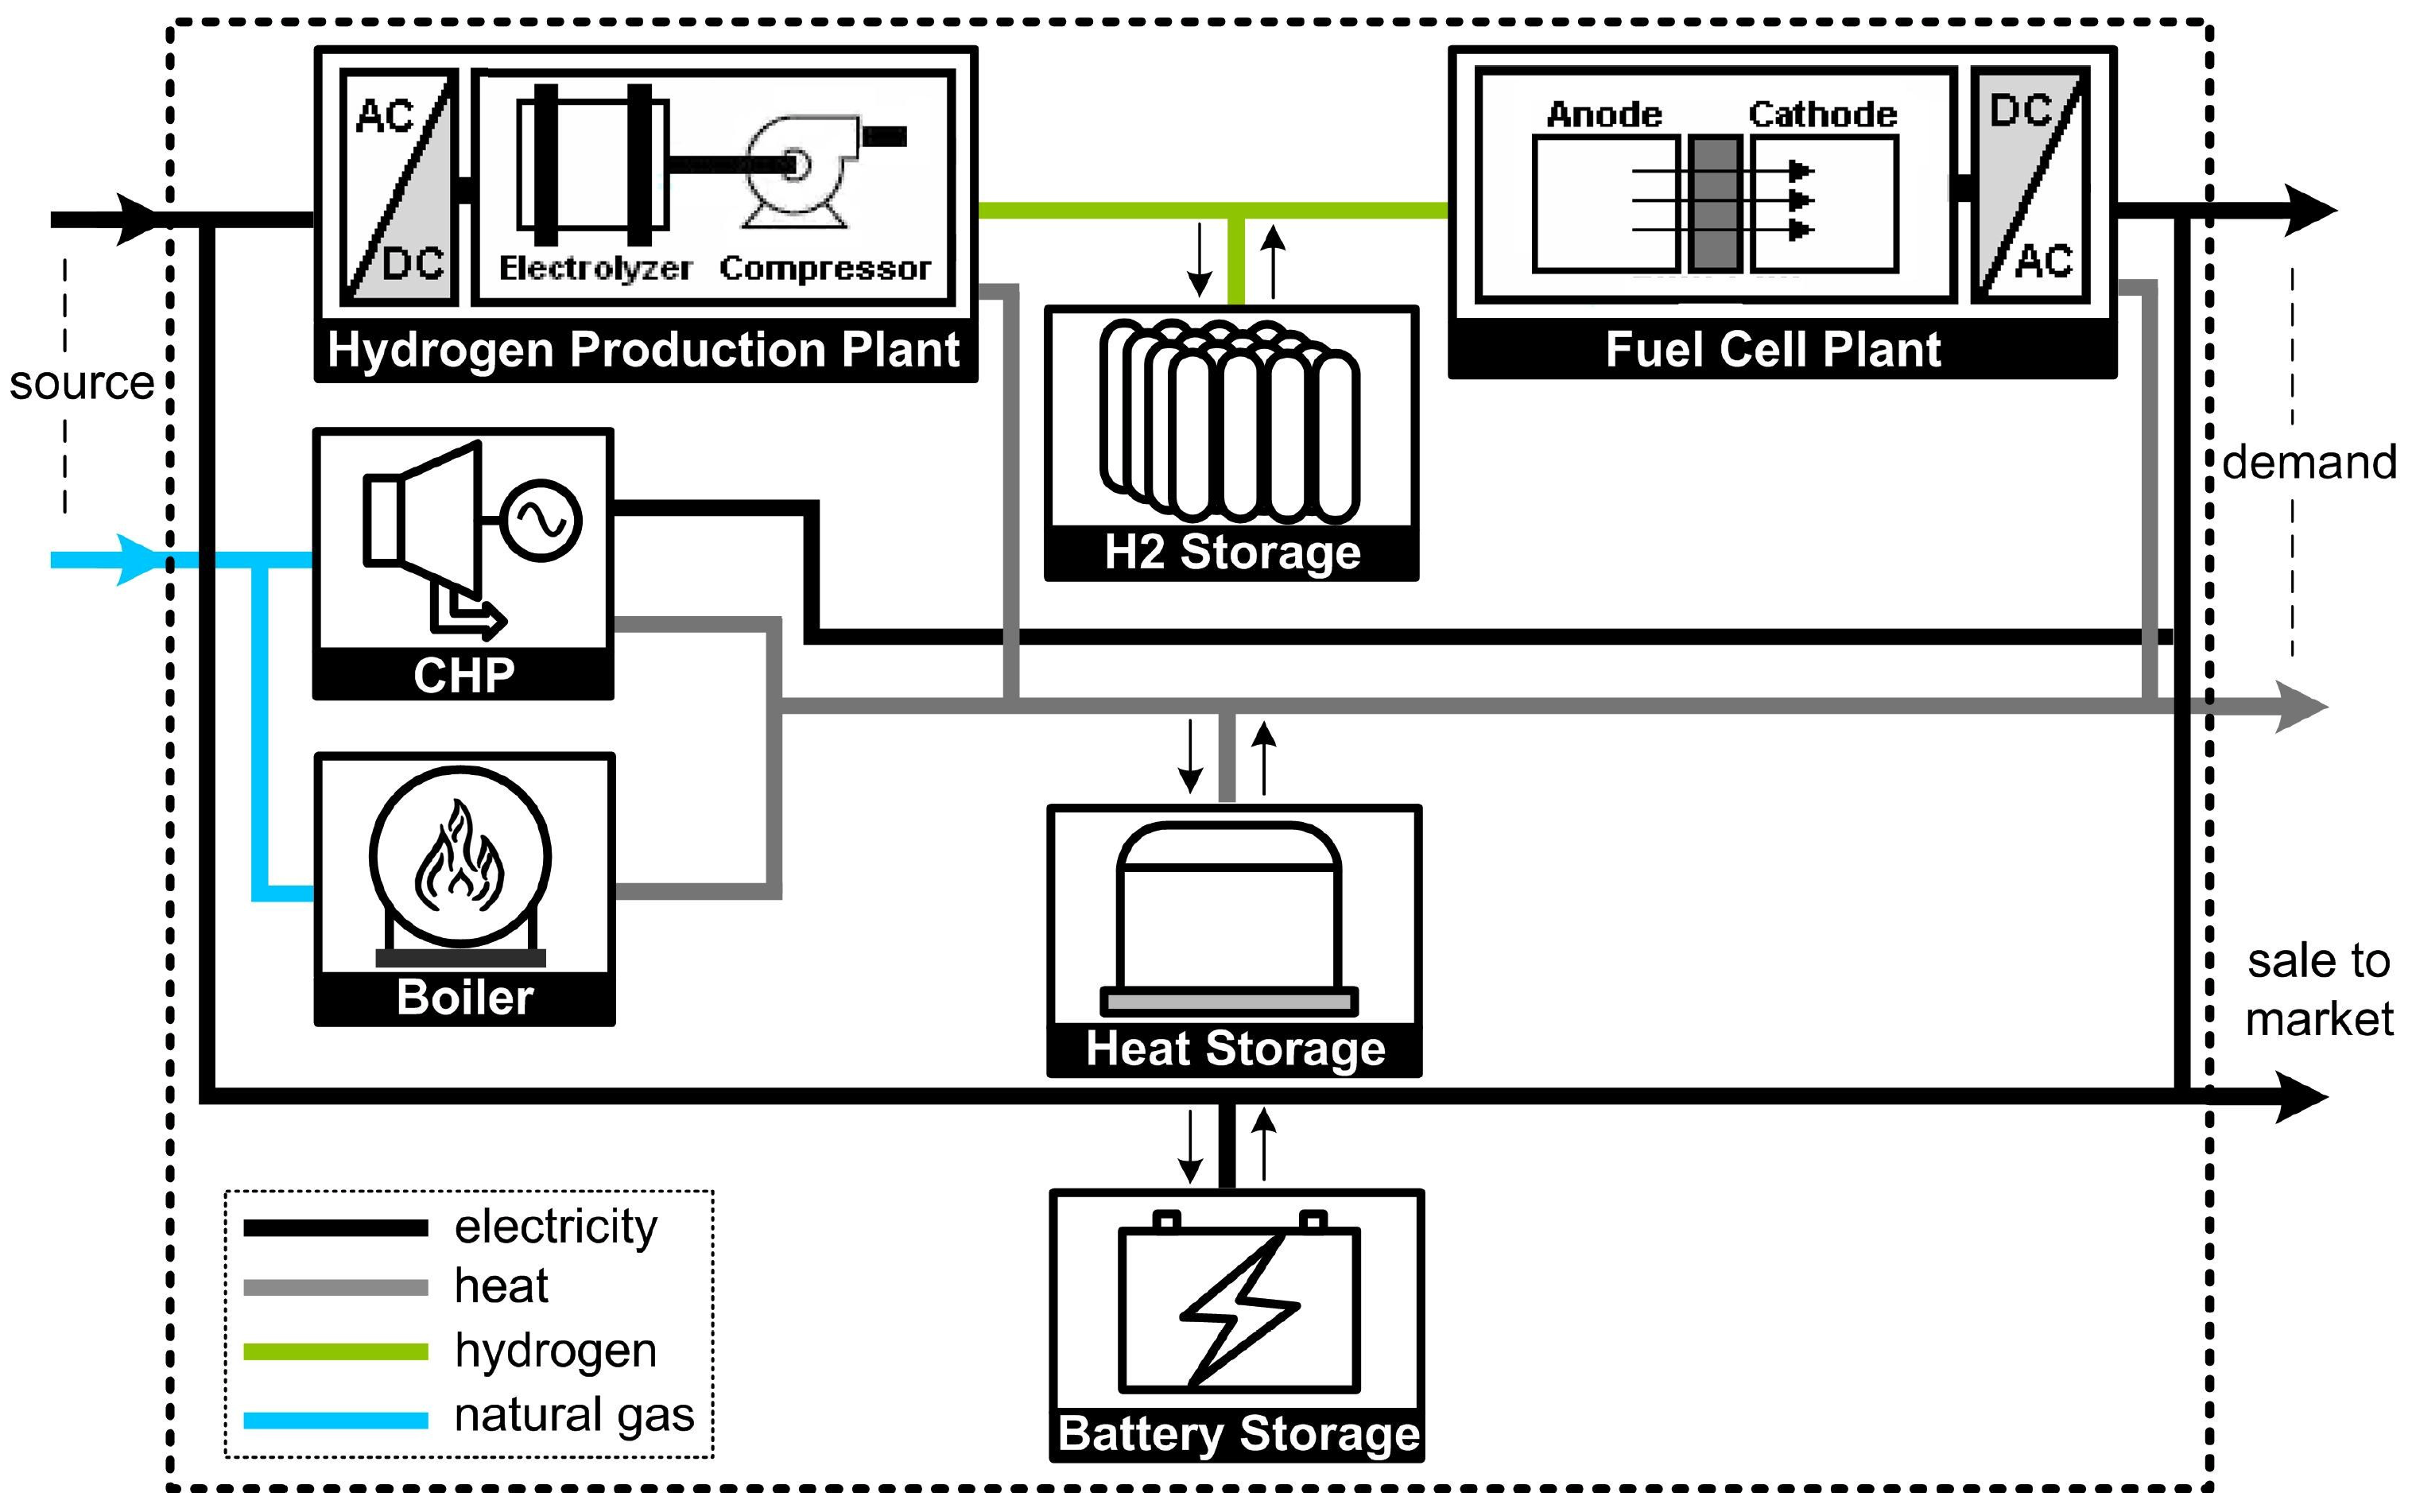 AC
DC
Electrolyzer
Compressor
Hydrogen Production Plant
Anode
Cathode
DC
AC
Fuel Cell Plant
source
H2 Storage
demand
CHP
Boiler
Heat Storage
sale to
market
electricity
heat
hydrogen
natural gas
Battery Storage